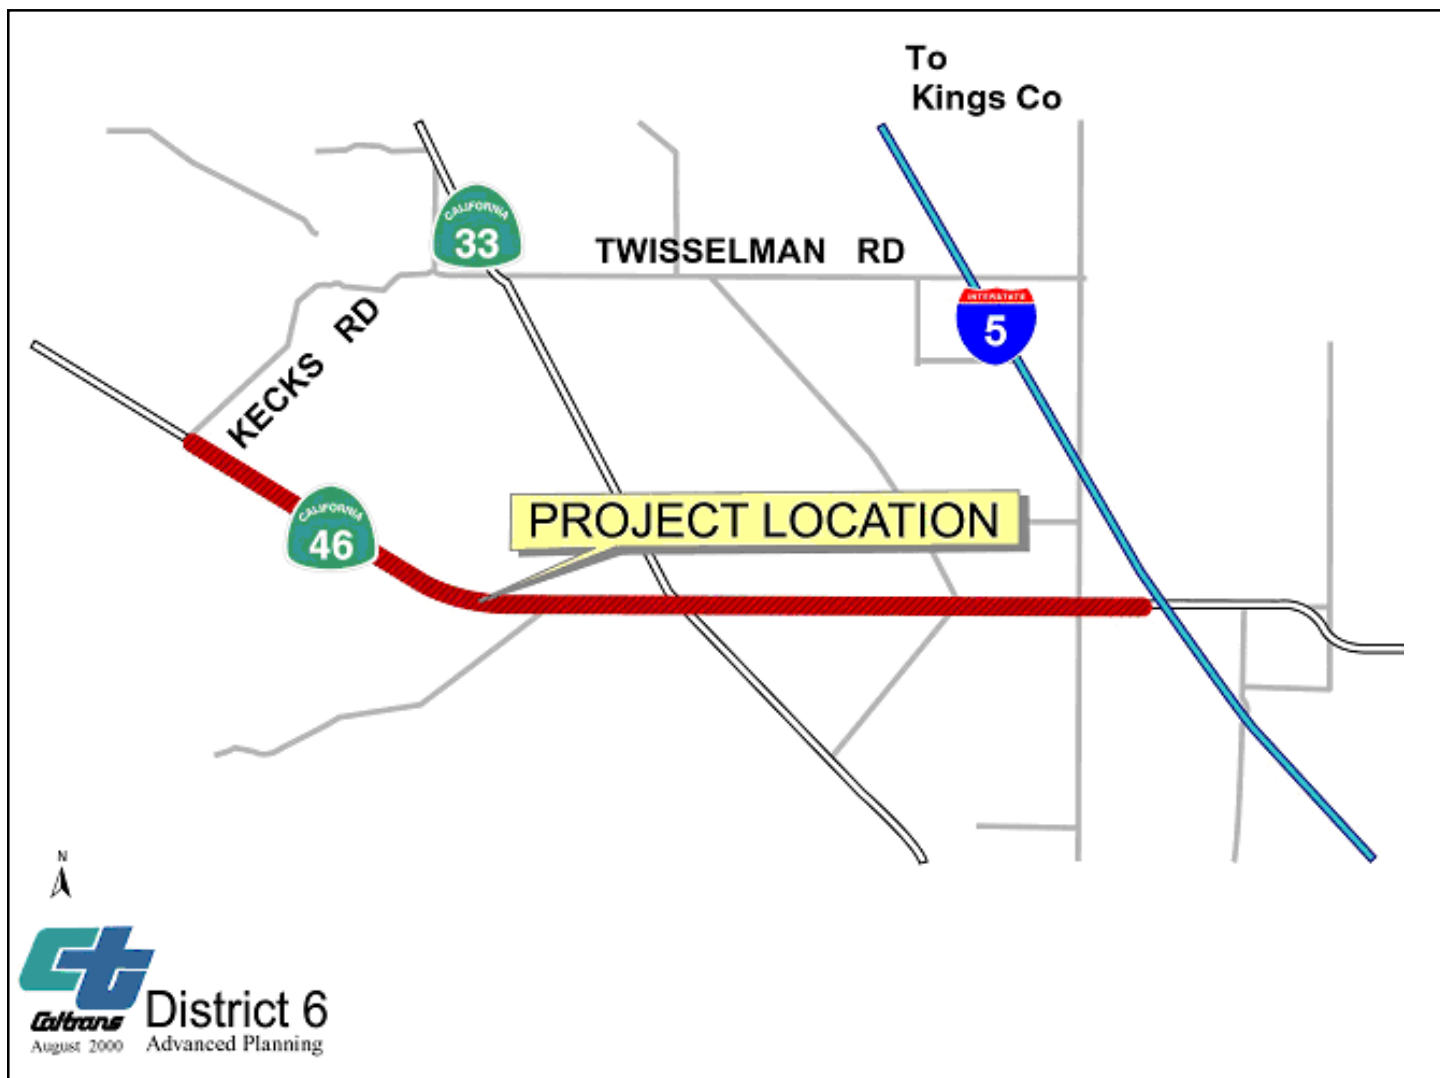 To
Kings Co
CALIFORNIA
33
TWISSELMAN RD
INTERSTATE
5
KECKS RD
CALIFORNIA
46
PROJECT LOCATION
N
Caltrans
District 6
August 2000
Advanced Planning